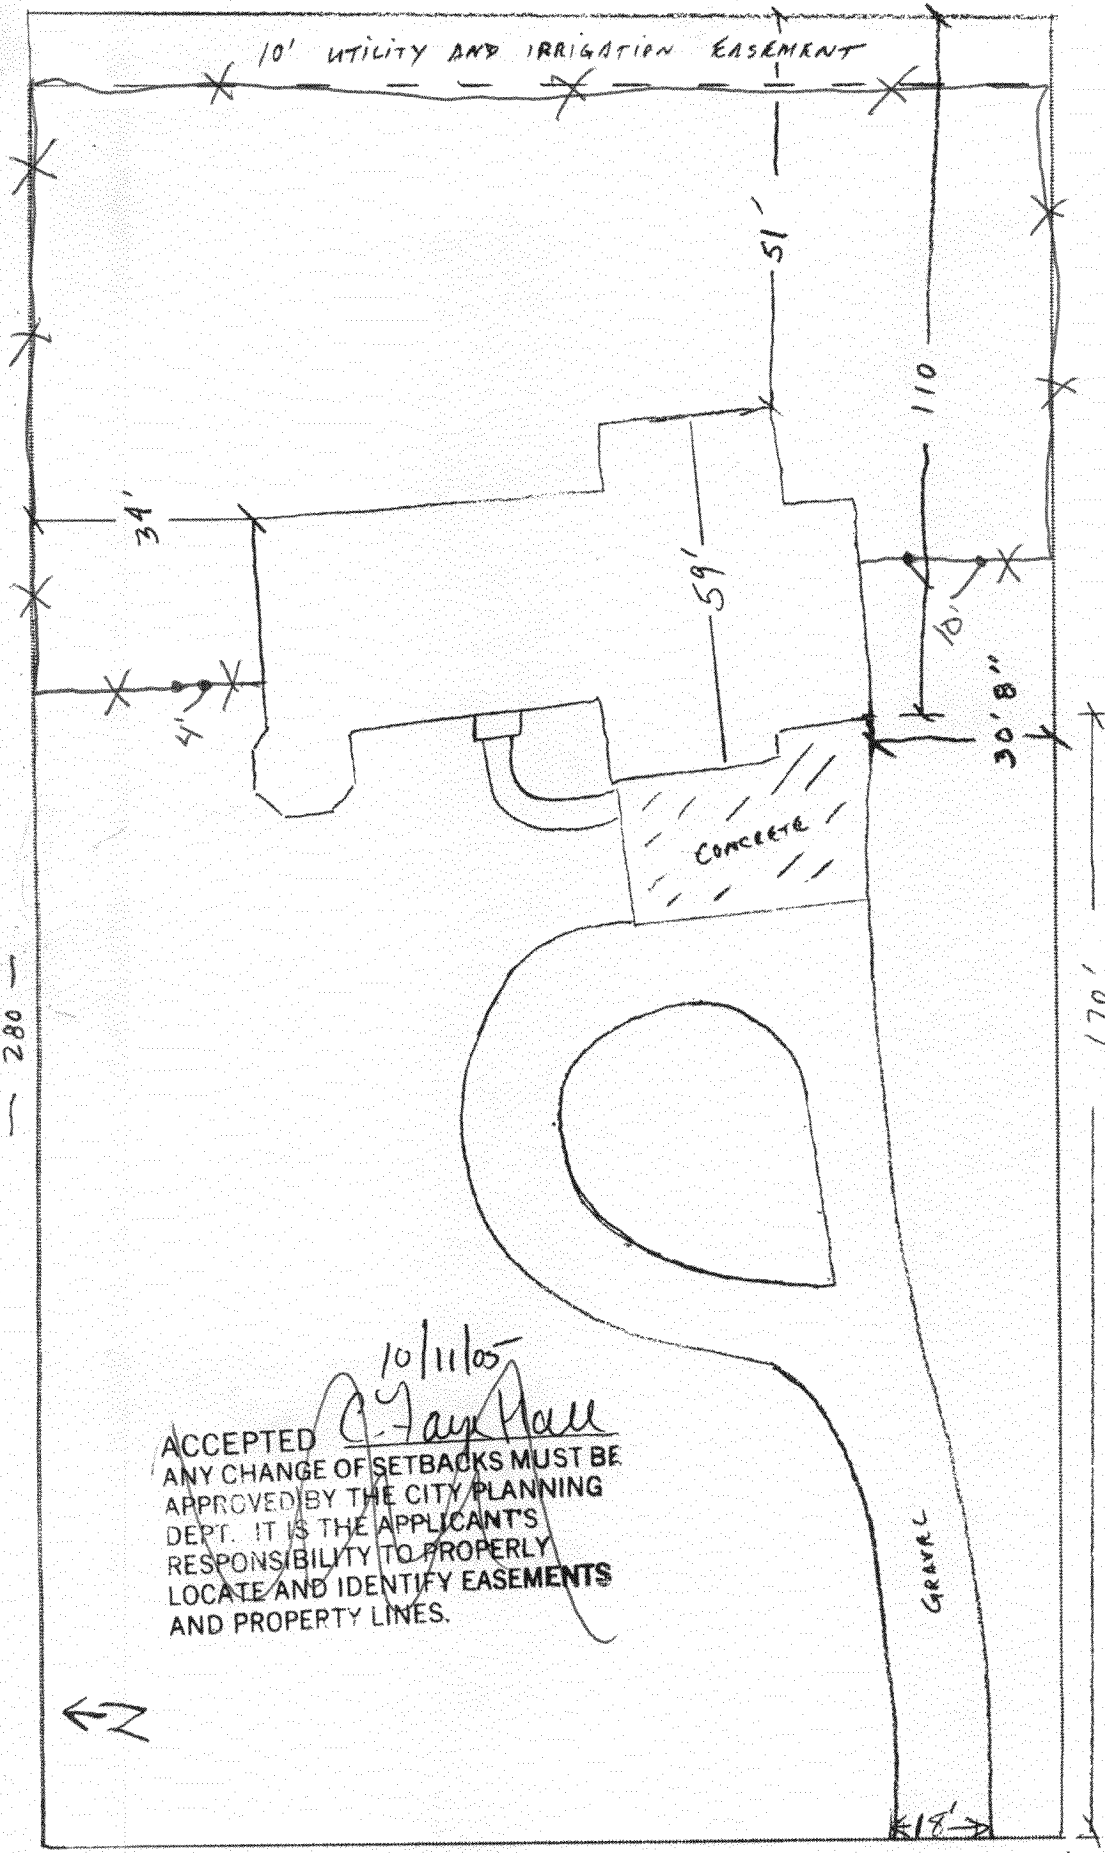 10' UTILITY AND IRRIGATION EASEMENT
51'
110
34'
59'
10'
4'
30' 8"
CONCRETE
280
170'
10/11/05
ACCEPTED C. Faye Hall
ANY CHANGE OF SETBACKS MUST BE
APPROVED BY THE CITY PLANNING
DEPT. IT IS THE APPLICANT'S
RESPONSIBILITY TO PROPERLY
LOCATE AND IDENTIFY EASEMENTS
AND PROPERTY LINES.
GRAVEL
N
18'